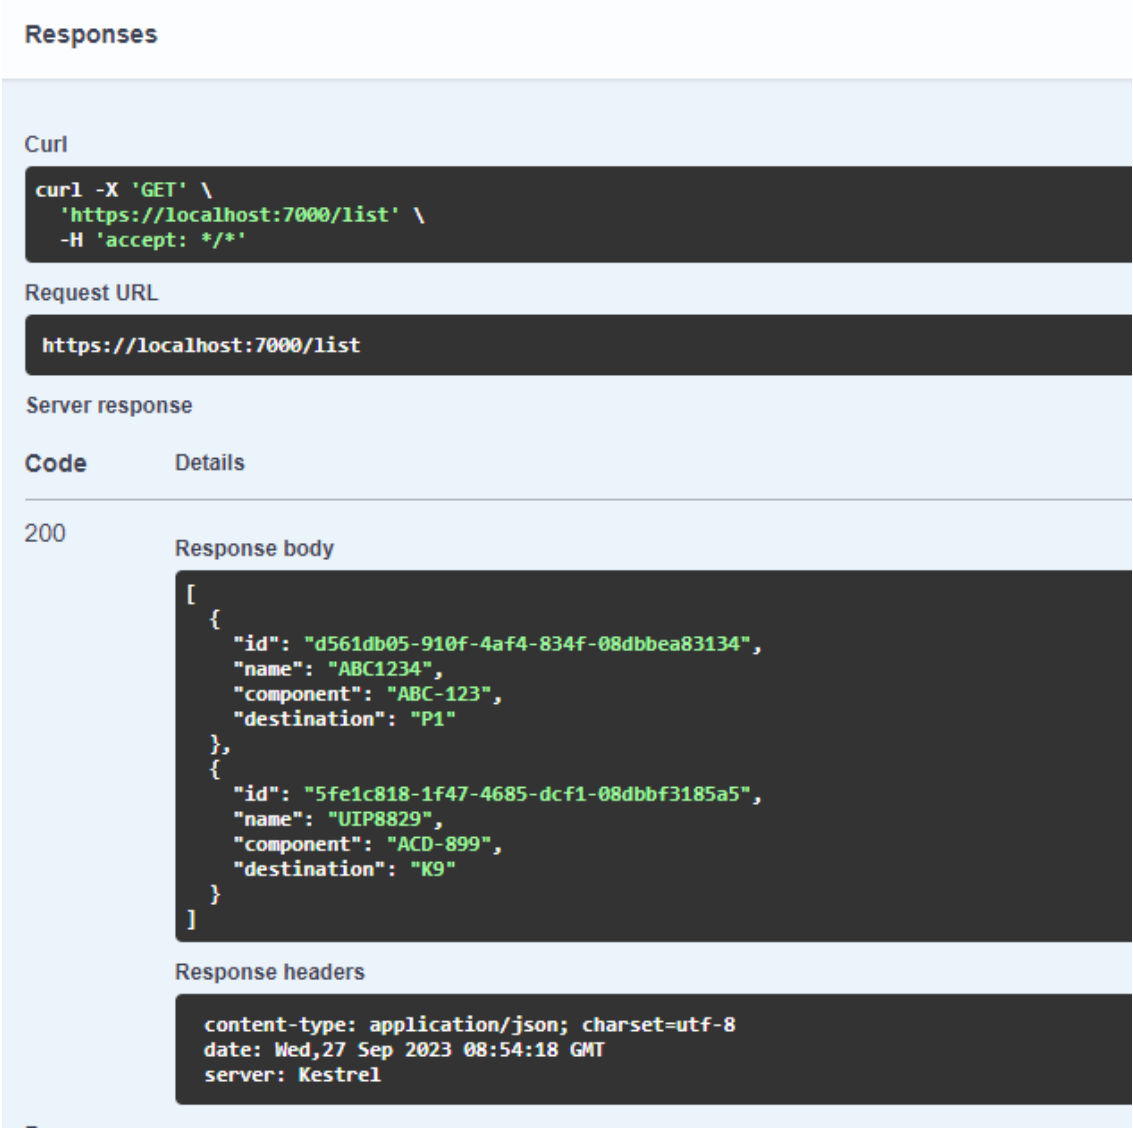 Responses
Curl
curl -X 'GET' \
'https://localhost:7000/list' \
-H 'accept: */*'
Request URL
https://localhost:7000/list
Server response
Code Details
200
Response body
[
{
"id": "d561db05-910f-4af4-834f-08dbbea83134",
"name": "ABC1234",
"component": "ABC-123",
"destination": "P1"
},
{
"id": "5fe1c818-1f47-4685-dcf1-08dbbf3185a5",
"name": "UIP8829",
"component": "ACD-899",
"destination": "K9"
}
]
Response headers
content-type: application/json; charset=utf-8
date: Wed,27 Sep 2023 08:54:18 GMT
server: Kestrel